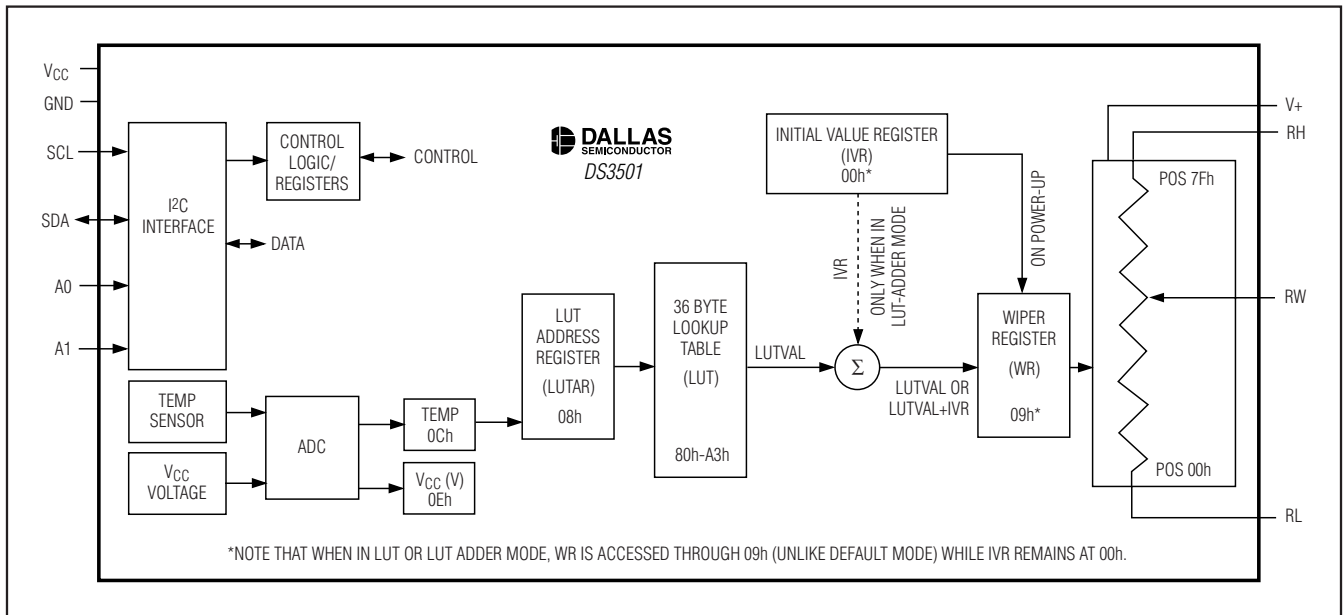 VCC
GND
SCL
SDA
A0
A1
I2C
INTERFACE
CONTROL
LOGIC/
REGISTERS
CONTROL
DATA
TEMP
SENSOR
VCC
VOLTAGE
ADC
TEMP
0Ch
VCC (V)
0Eh
DALLAS
SEMICONDUCTOR
DS3501
LUT
ADDRESS
REGISTER
(LUTAR)
08h
36 BYTE
LOOKUP
TABLE
(LUT)
80h-A3h
LUTVAL
INITIAL VALUE REGISTER
(IVR)
00h*
IVR
ONLY WHEN IN
LUT-ADDER MODE
ON POWER-UP
Σ
LUTVAL OR
LUTVAL+IVR
WIPER
REGISTER
(WR)
09h*
POS 7Fh
POS 00h
V+
RH
RW
RL
*NOTE THAT WHEN IN LUT OR LUT ADDER MODE, WR IS ACCESSED THROUGH 09h (UNLIKE DEFAULT MODE) WHILE IVR REMAINS AT 00h.